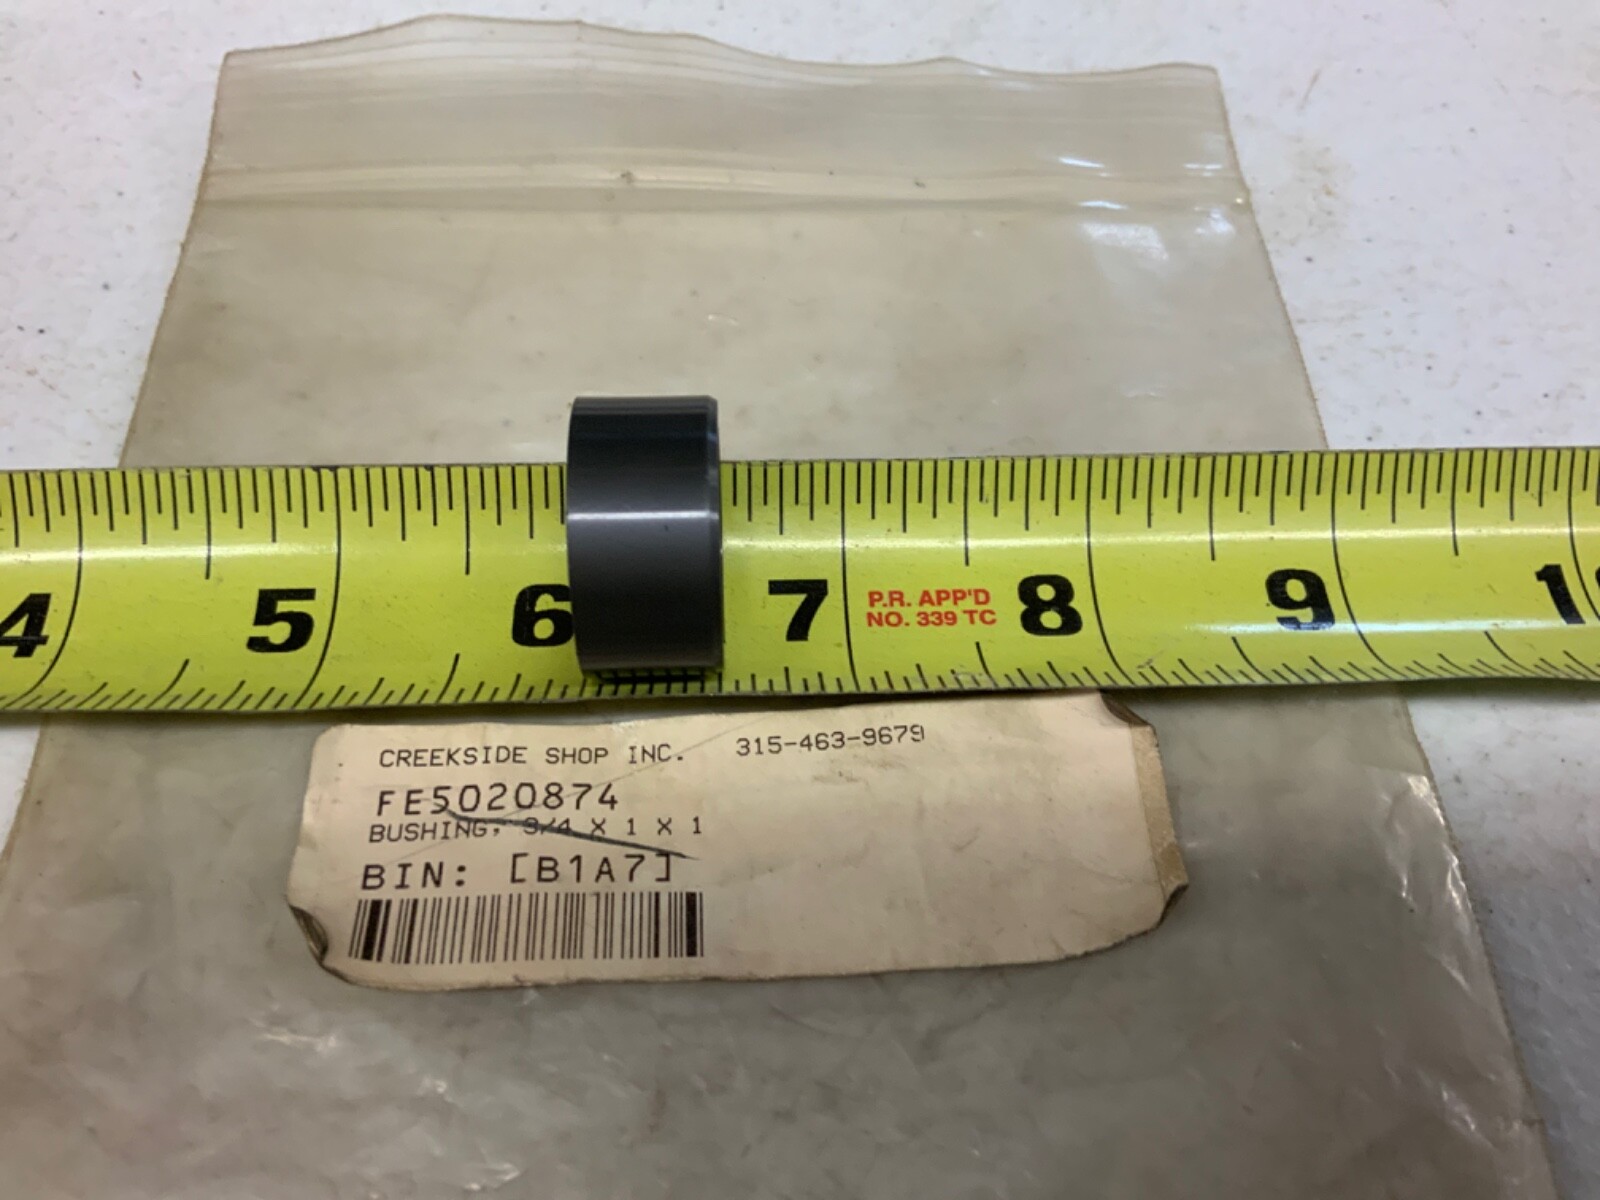 4 5 6 7 8 9 1
P.R. APP'D
NO. 339 TC
CREEKSIDE SHOP INC. 315-463-9679
FE5020874
BUSHING, 3/4 X 1 X 1
BIN: [B1A7]